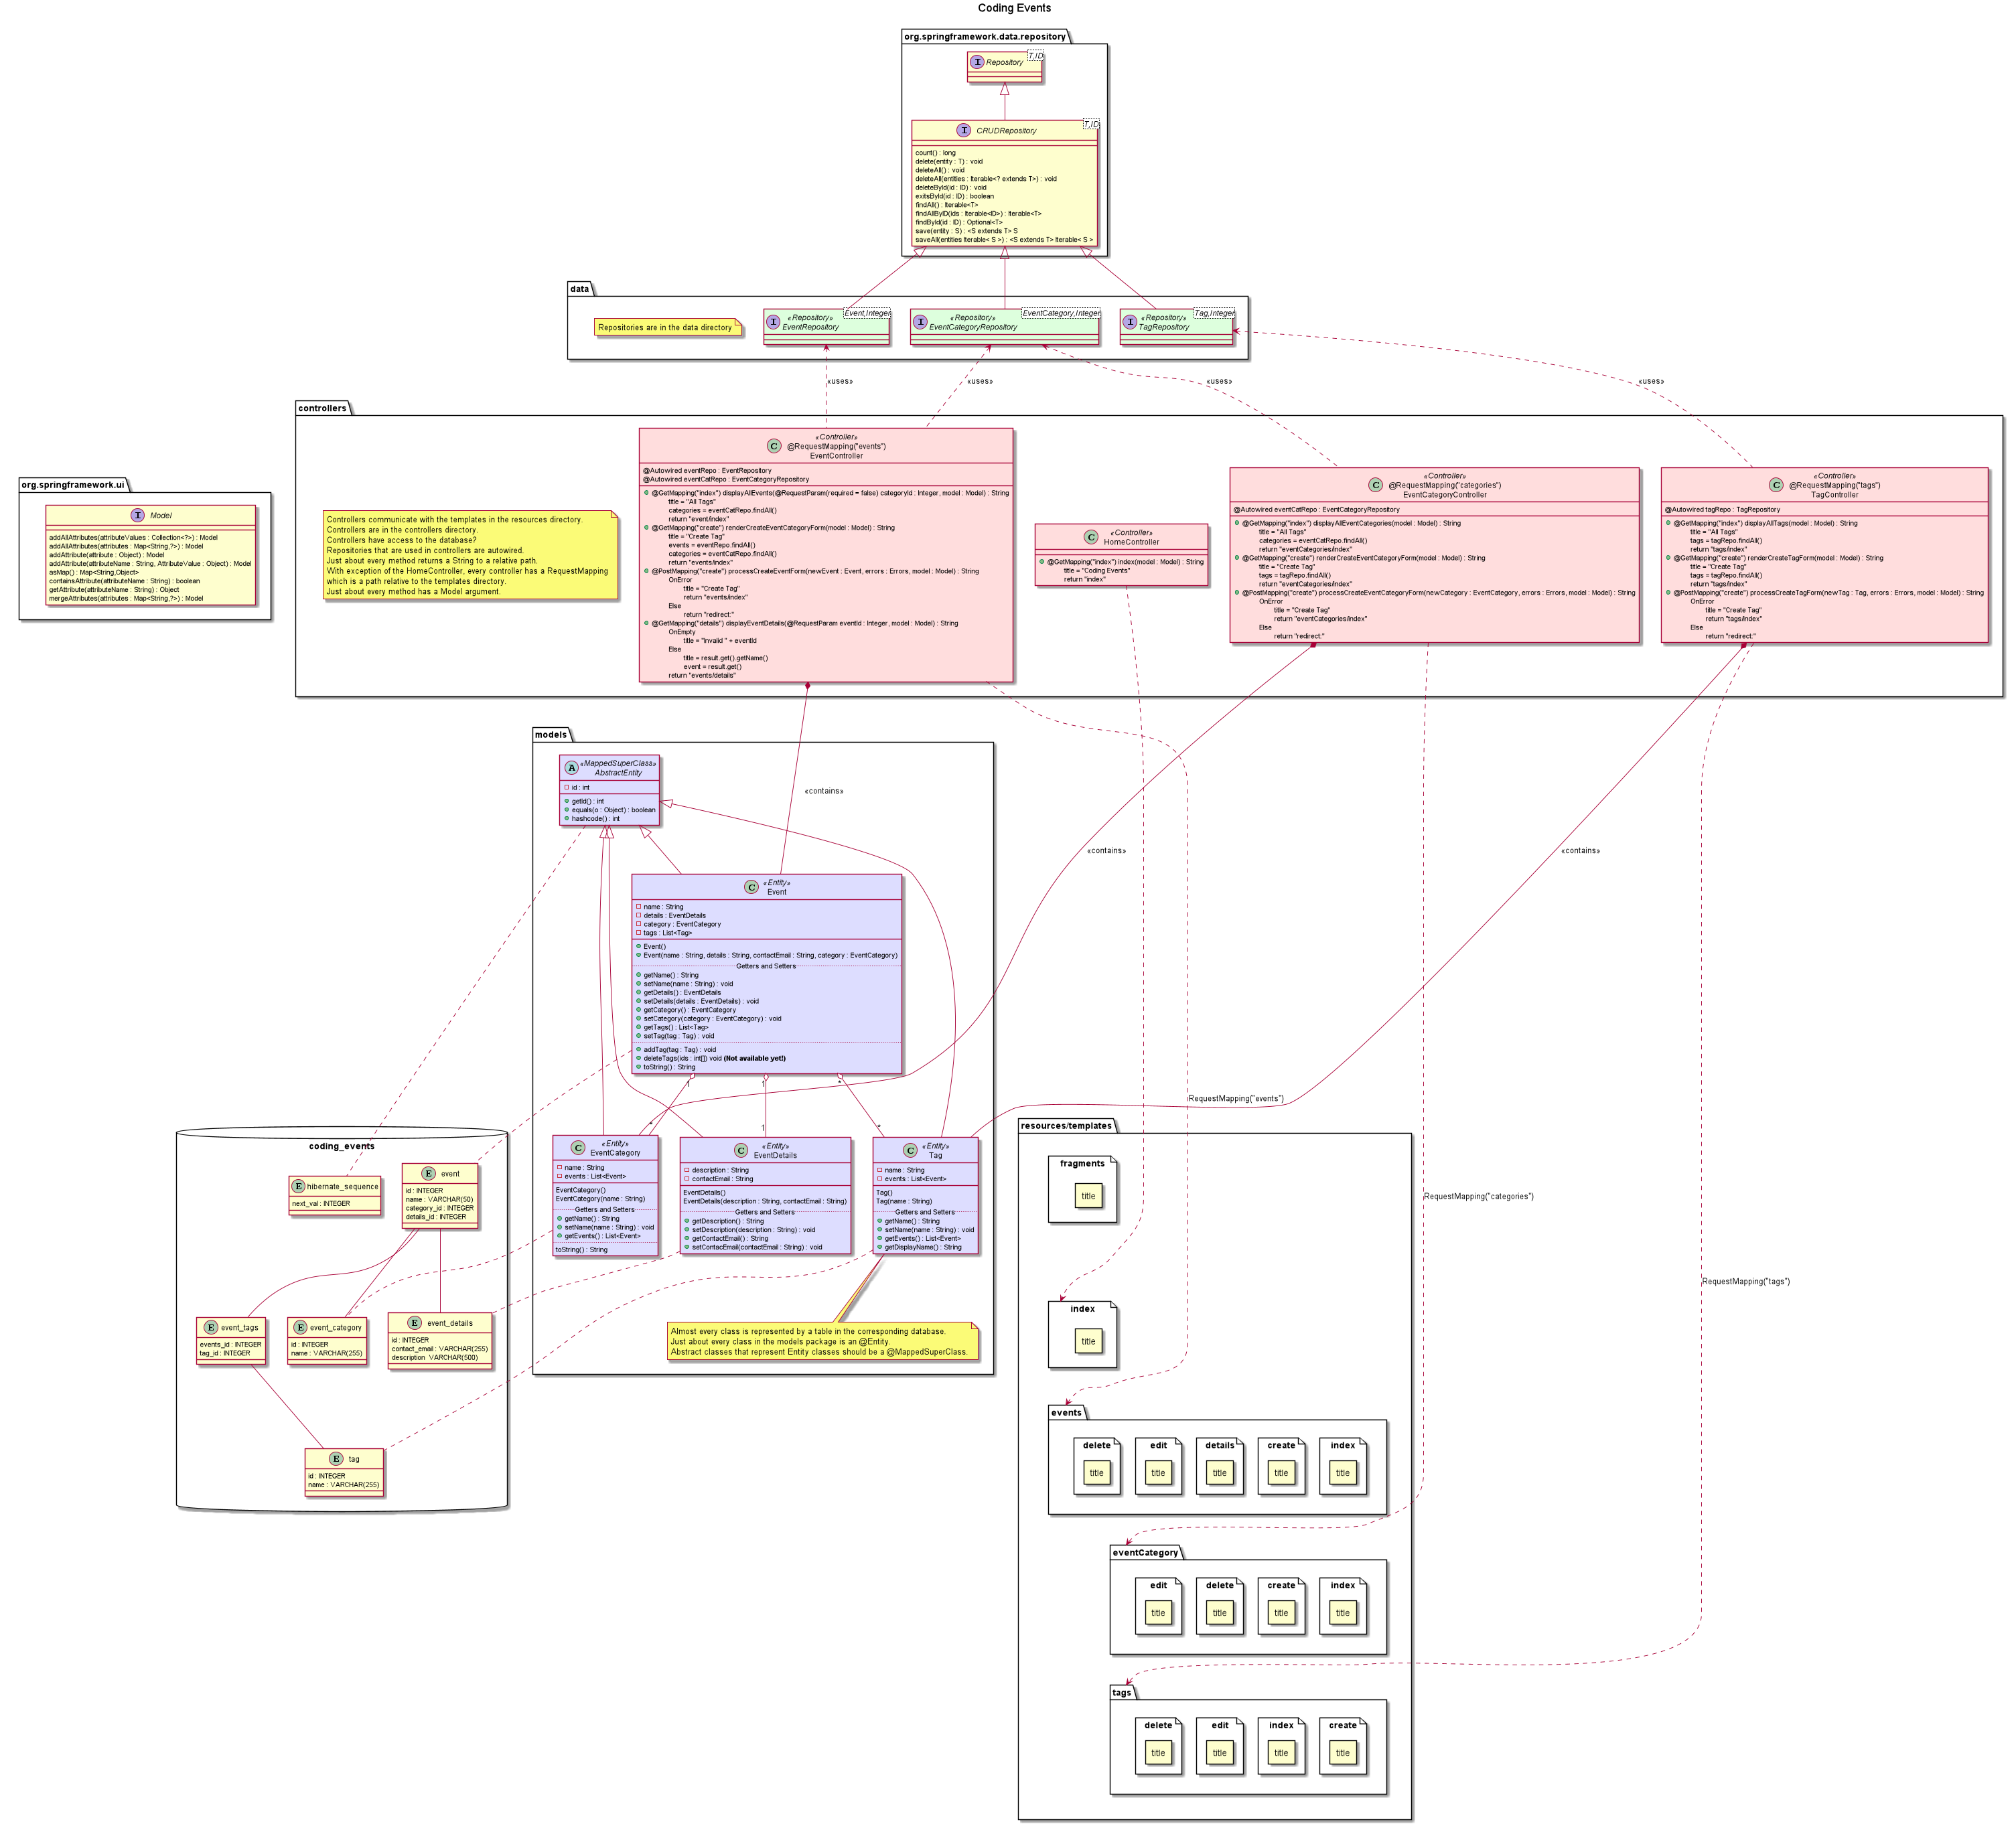 Coding Events
org.springframework.data.repository
T,ID
Repository
T,ID
CRUDRepository
count() : long
delete(entity : T) : void
deleteAll() : void
deleteAll(entities : Iterable<? extends T>) : void
deleteById(id : ID) : void
exitsById(id : ID) : boolean
findAll() : Iterable<T>
findAllByID(ids : Iterable<ID>) : Iterable<T>
findById(id : ID) : Optional<T>
save(entity : S) : <S extends T> S
saveAll(entities Iterable< S >) : <S extends T> Iterable< S >
data
Repositories are in the data directory
Event,Integer
«Repository»
EventRepository
EventCategory,Integer
«Repository»
EventCategoryRepository
Tag,Integer
«Repository»
TagRepository
«uses»
«uses»
«uses»
«uses»
controllers
Controllers communicate with the templates in the resources directory.
Controllers are in the controllers directory.
Controllers have access to the database?
Repositories that are used in controllers are autowired.
Just about every method returns a String to a relative path.
With exception of the HomeController, every controller has a RequestMapping
which is a path relative to the templates directory.
Just about every method has a Model argument.
«Controller»
@RequestMapping("events")
EventController
@Autowired eventRepo : EventRepository
@Autowired eventCatRepo : EventCategoryRepository
@GetMapping("index") displayAllEvents(@RequestParam(required = false) categoryId : Integer, model : Model) : String
title = "All Tags"
categories = eventCatRepo.findAll()
return "event/index"
@GetMapping("create") renderCreateEventCategoryForm(model : Model) : String
title = "Create Tag"
events = eventRepo.findAll()
categories = eventCatRepo.findAll()
return "events/index"
@PostMapping("create") processCreateEventForm(newEvent : Event, errors : Errors, model : Model) : String
OnError
title = "Create Tag"
return "events/index"
Else
return "redirect:"
@GetMapping("details") displayEventDetails(@RequestParam eventId : Integer, model : Model) : String
OnEmpty
title = "Invalid " + eventId
Else
title = result.get().getName()
event = result.get()
return "events/details"
«Controller»
HomeController
@GetMapping("index") index(model : Model) : String
title = "Coding Events"
return "index"
«Controller»
@RequestMapping("categories")
EventCategoryController
@Autowired eventCatRepo : EventCategoryRepository
@GetMapping("index") displayAllEventCategories(model : Model) : String
title = "All Tags"
categories = eventCatRepo.findAll()
return "eventCategories/index"
@GetMapping("create") renderCreateEventCategoryForm(model : Model) : String
title = "Create Tag"
tags = tagRepo.findAll()
return "eventCategories/index"
@PostMapping("create") processCreateEventCategoryForm(newCategory : EventCategory, errors : Errors, model : Model) : String
OnError
title = "Create Tag"
return "eventCategories/index"
Else
return "redirect:"
«Controller»
@RequestMapping("tags")
TagController
@Autowired tagRepo : TagRepository
@GetMapping("index") displayAllTags(model : Model) : String
title = "All Tags"
tags = tagRepo.findAll()
return "tags/index"
@GetMapping("create") renderCreateTagForm(model : Model) : String
title = "Create Tag"
tags = tagRepo.findAll()
return "tags/index"
@PostMapping("create") processCreateTagForm(newTag : Tag, errors : Errors, model : Model) : String
OnError
title = "Create Tag"
return "tags/index"
Else
return "redirect:"
org.springframework.ui
Model
addAllAttributes(attributeValues : Collection<?>) : Model
addAllAttributes(attributes : Map<String,?>) : Model
addAttribute(attribute : Object) : Model
addAttribute(attributeName : String, AttributeValue : Object) : Model
asMap() : Map<String,Object>
containsAttribute(attributeName : String) : boolean
getAttribute(attributeName : String) : Object
mergeAttributes(attributes : Map<String,?>) : Model
models
«MappedSuperClass»
AbstractEntity
id : int
getId() : int
equals(o : Object) : boolean
hashcode() : int
«contains»
«contains»
«contains»
«Entity»
Event
name : String
details : EventDetails
category : EventCategory
tags : List<Tag>
Event()
Event(name : String, details : String, contactEmail : String, category : EventCategory)
Getters and Setters
getName() : String
setName(name : String) : void
getDetails() : EventDetails
setDetails(details : EventDetails) : void
getCategory() : EventCategory
setCategory(category : EventCategory) : void
getTags() : List<Tag>
setTag(tag : Tag) : void
addTag(tag : Tag) : void
deleteTags(ids : int[]) void (Not available yet!)
toString() : String
1
1
*
*
1
*
«Entity»
EventCategory
name : String
events : List<Event>
EventCategory()
EventCategory(name : String)
Getters and Setters
getName() : String
setName(name : String) : void
getEvents() : List<Event>
toString() : String
«Entity»
EventDetails
description : String
contactEmail : String
EventDetails()
EventDetails(description : String, contactEmail : String)
Getters and Setters
getDescription() : String
setDescription(description : String) : void
getContactEmail() : String
setContacEmail(contactEmail : String) : void
«Entity»
Tag
name : String
events : List<Event>
Tag()
Tag(name : String)
Getters and Setters
getName() : String
setName(name : String) : void
getEvents() : List<Event>
getDisplayName() : String
Almost every class is represented by a table in the corresponding database.
Just about every class in the models package is an @Entity.
Abstract classes that represent Entity classes should be a @MappedSuperClass.
coding_events
hibernate_sequence
next_val : INTEGER
event
id : INTEGER
name : VARCHAR(50)
category_id : INTEGER
details_id : INTEGER
event_tags
events_id : INTEGER
tag_id : INTEGER
event_category
id : INTEGER
name : VARCHAR(255)
event_details
id : INTEGER
contact_email : VARCHAR(255)
description VARCHAR(500)
tag
id : INTEGER
name : VARCHAR(255)
RequestMapping("events")
RequestMapping("categories")
RequestMapping("tags")
resources/templates
fragments
title
index
title
events
delete
title
edit
title
details
title
create
title
index
title
eventCategory
edit
title
delete
title
create
title
index
title
tags
delete
title
edit
title
index
title
create
title